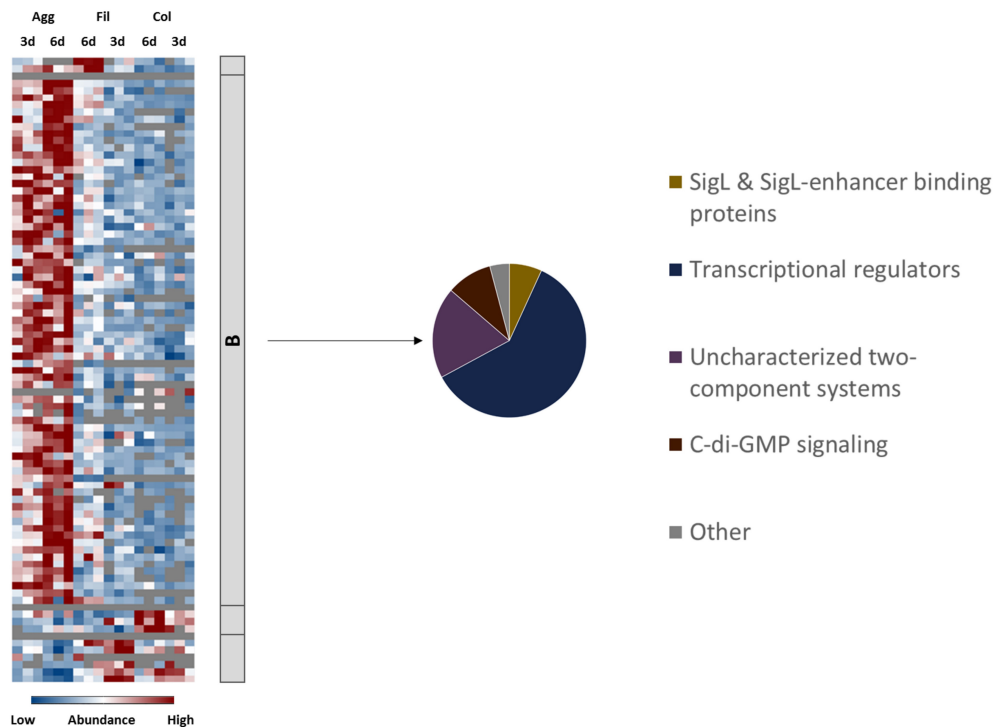 Agg Fil Col
3d 6d 6d 3d 6d 3d
B
SigL & SigL-enhancer binding
proteins
Transcriptional regulators
Uncharacterized two-
component systems
C-di-GMP signaling
Other
Low Abundance High